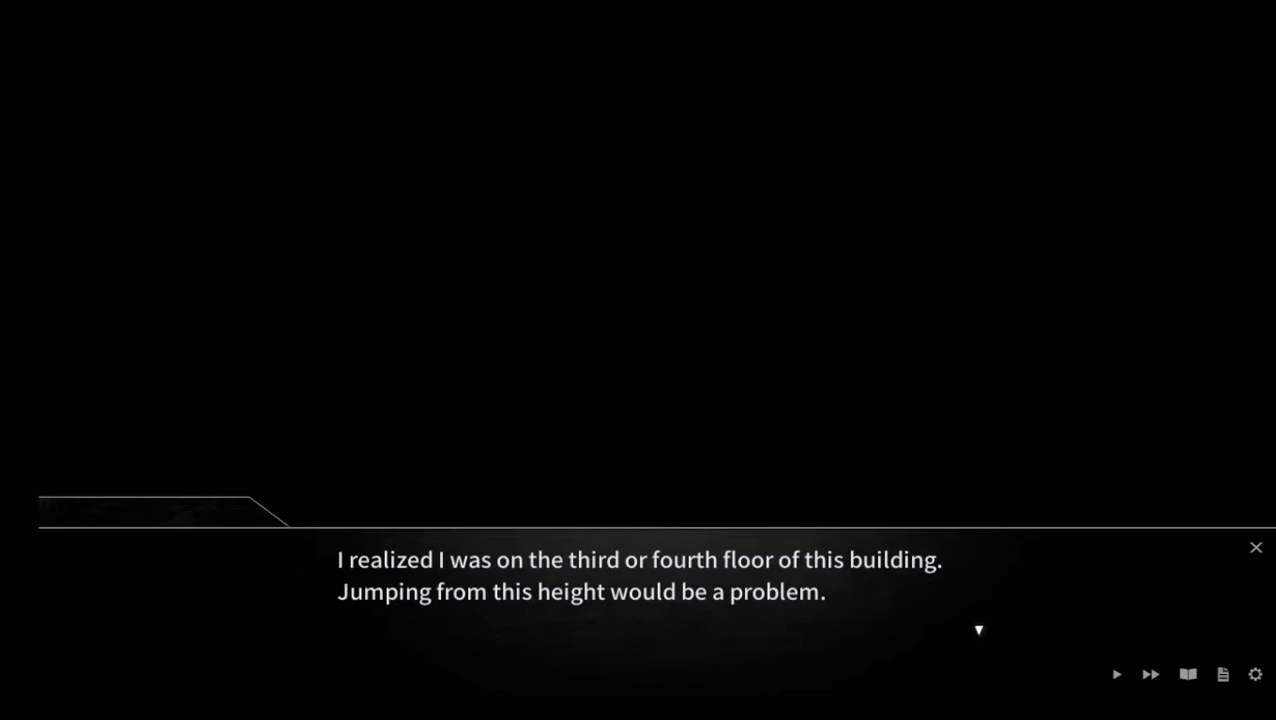 I realized I was on the third or fourth floor of this building.
Jumping from this height would be a problem.